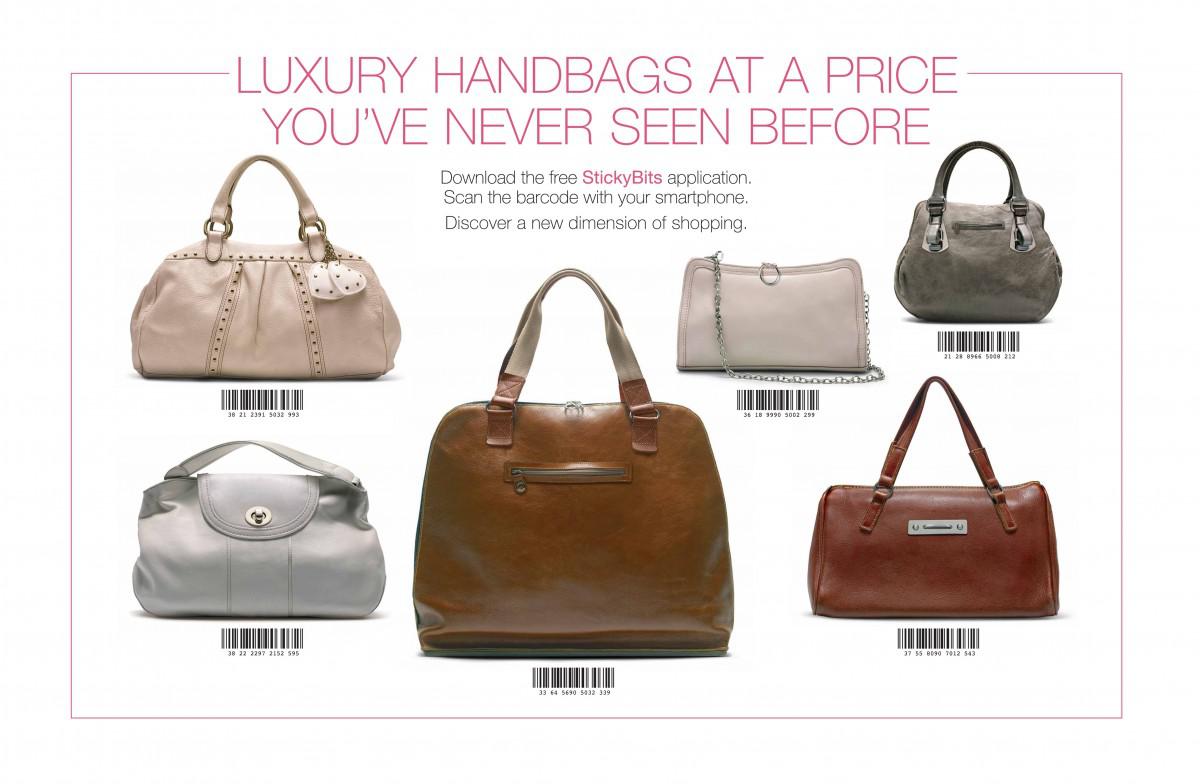 LUXURY HANDBAGS AT A PRICE
YOU'VE NEVER SEEN BEFORE
Download the free StickyBits application.
Scan the barcode with your smartphone.
Discover a new dimension of shopping.
21 28 8966 5008 212
38 21 2391 5032 993
36 18 9990 5002 299
38 22 2297 2152 595
37 55 8090 7012 543
33 64 5690 5032 339